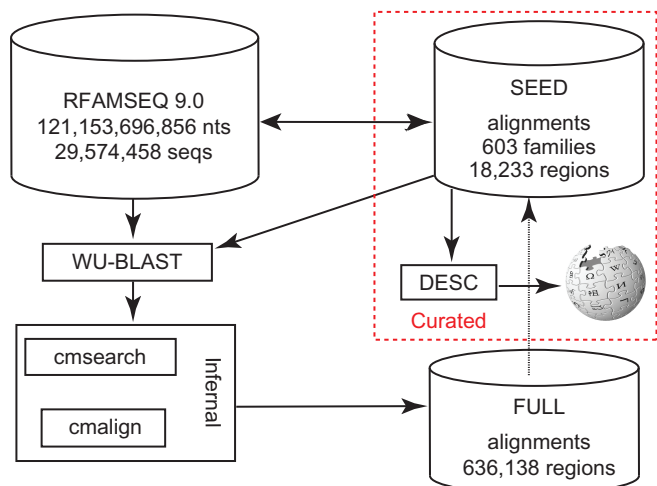 RFAMSEQ 9.0
121,153,696,856 nts
29,574,458 seqs
SEED
alignments
603 families
18,233 regions
WU-BLAST
DESC
Curated
cmsearch
cmalign
Infernal
FULL
alignments
636,138 regions